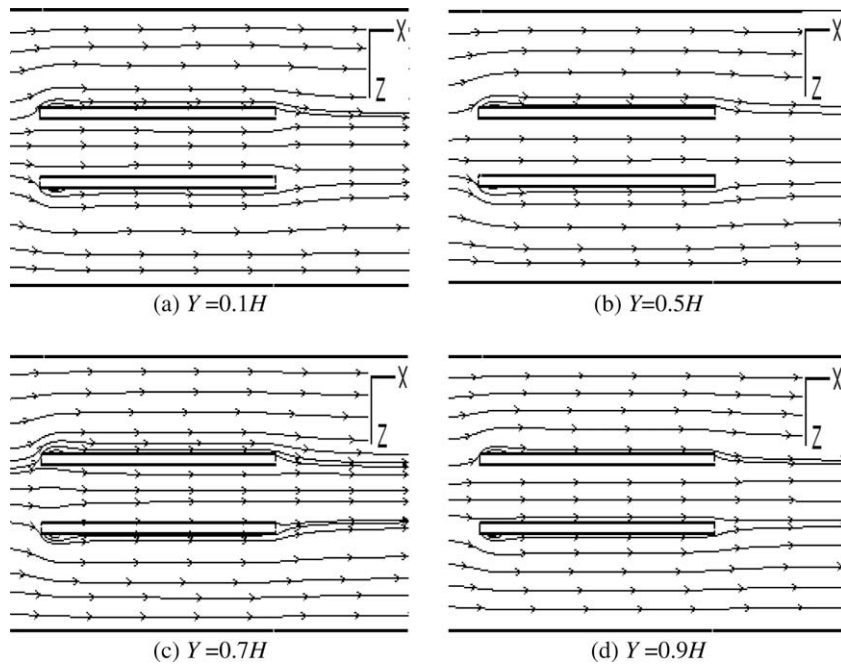 X
Z
X
Z
(a) Y =0.1H
(b) Y=0.5H
X
Z
X
Z
(c) Y =0.7H
(d) Y=0.9H